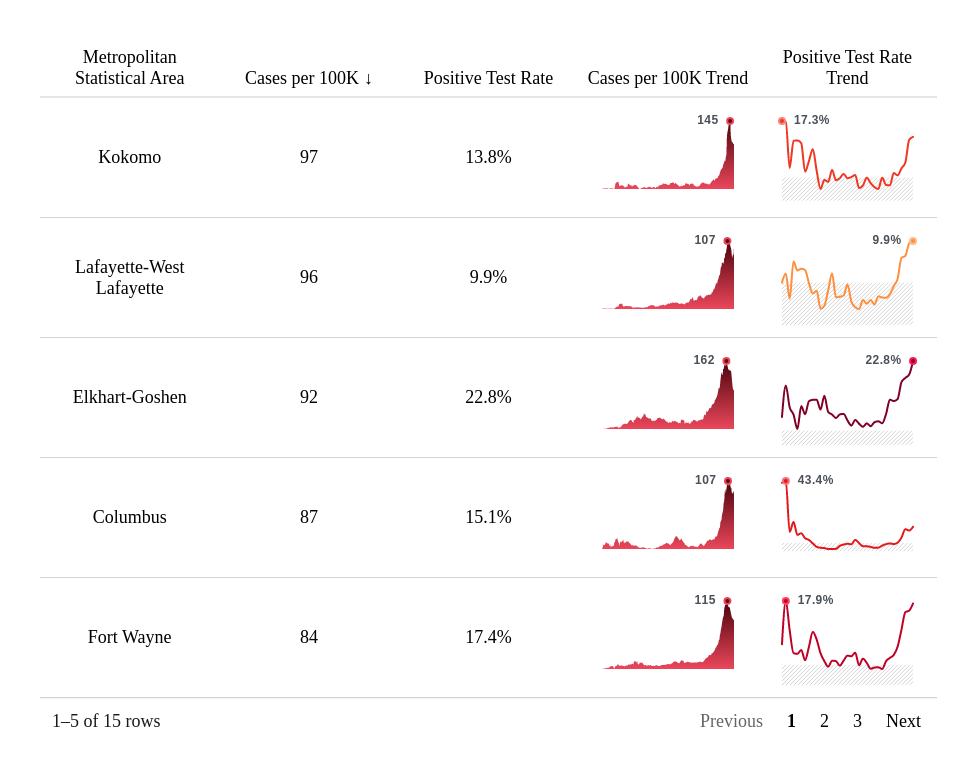 Metropolitan
Statistical Area
Cases per 100K ↓
Positive Test Rate
Cases per 100K Trend
Positive Test Rate
Trend
Kokomo
97
13.8%
145
17.3%
Lafayette-West
Lafayette
96
9.9%
107
9.9%
Elkhart-Goshen
92
22.8%
162
22.8%
Columbus
87
15.1%
107
43.4%
Fort Wayne
84
17.4%
115
17.9%
1–5 of 15 rows
Previous 1 2 3 Next